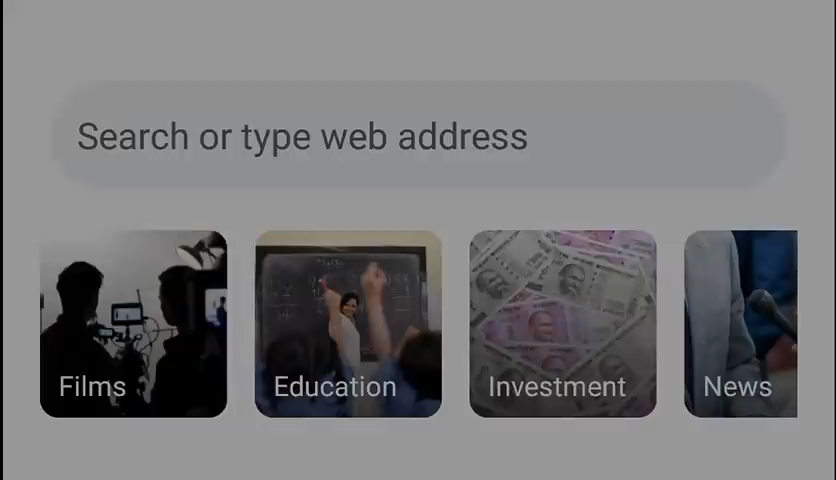 Search or type web address
Films
Education
Investment
News